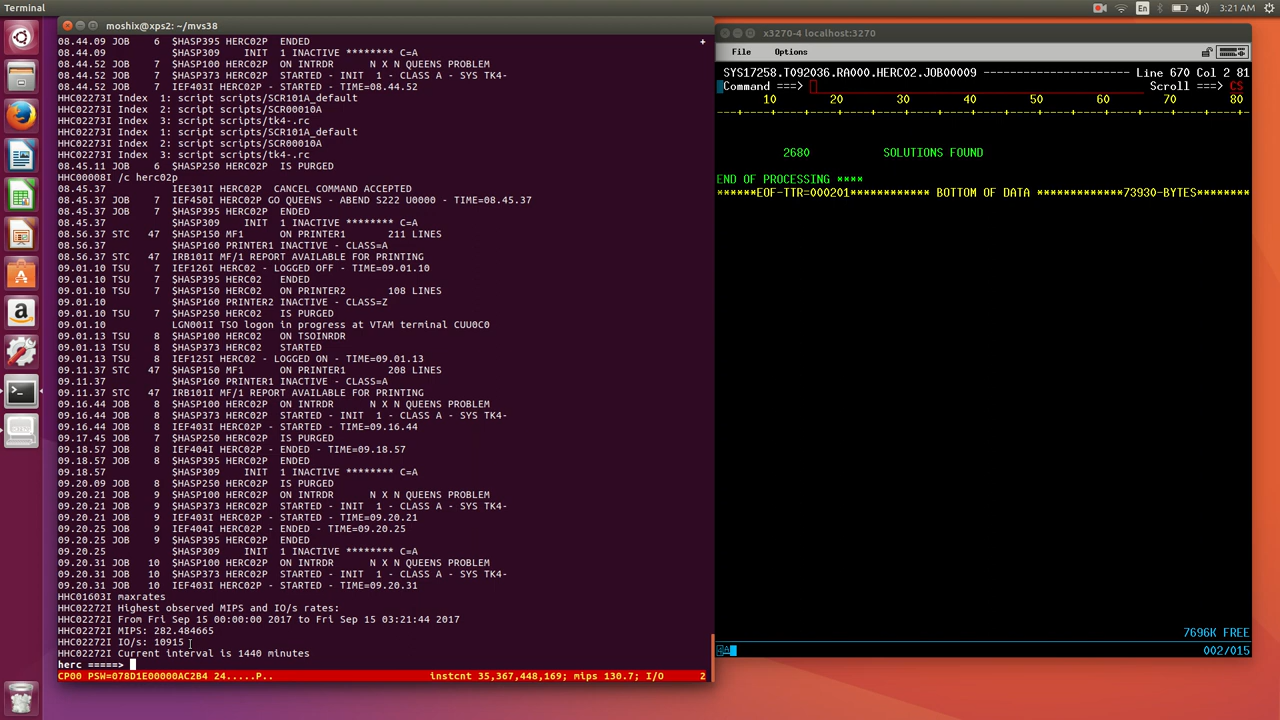 Terminal
En
3:21 AM
moshix@xps2: ~/mvs38
08.44.09 JOB 6 $HASP395 HERC02P ENDED +
08.44.09 $HASP309 INIT 1 INACTIVE ******** C=A
08.44.52 JOB 7 $HASP100 HERC02P ON INTRDR N X N QUEENS PROBLEM
08.44.52 JOB 7 $HASP373 HERC02P STARTED - INIT 1 - CLASS A - SYS TK4-
08.44.52 JOB 7 IEF403I HERC02P - STARTED - TIME=08.44.52
HHC02273I Index 1: script scripts/SCR101A_default
HHC02273I Index 2: script scripts/SCR00010A
HHC02273I Index 3: script scripts/tk4-.rc
HHC02273I Index 1: script scripts/SCR101A_default
HHC02273I Index 2: script scripts/SCR00010A
HHC02273I Index 3: script scripts/tk4-.rc
08.45.11 JOB 6 $HASP250 HERC02P IS PURGED
HHC00008I /c herc02p
08.45.37 IEE301I HERC02P CANCEL COMMAND ACCEPTED
08.45.37 JOB 7 IEF450I HERC02P GO QUEENS - ABEND S222 U0000 - TIME=08.45.37
08.45.37 JOB 7 $HASP395 HERC02P ENDED
08.45.37 $HASP309 INIT 1 INACTIVE ******** C=A
08.56.37 STC 47 $HASP150 MF1 ON PRINTER1 211 LINES
08.56.37 $HASP160 PRINTER1 INACTIVE - CLASS=A
08.56.37 STC 47 IRB101I MF/1 REPORT AVAILABLE FOR PRINTING
09.01.10 TSU 7 IEF126I HERC02 - LOGGED OFF - TIME=09.01.10
09.01.10 TSU 7 $HASP395 HERC02 ENDED
09.01.10 TSU 7 $HASP150 HERC02 ON PRINTER2 108 LINES
09.01.10 $HASP160 PRINTER2 INACTIVE - CLASS=Z
09.01.10 TSU 7 $HASP250 HERC02 IS PURGED
09.01.10 LGN001I TSO logon in progress at VTAM terminal CUU0C0
09.01.13 TSU 8 $HASP100 HERC02 ON TSOINRDR
09.01.13 TSU 8 $HASP373 HERC02 STARTED
09.01.13 TSU 8 IEF125I HERC02 - LOGGED ON - TIME=09.01.13
09.11.37 STC 47 $HASP150 MF1 ON PRINTER1 208 LINES
09.11.37 $HASP160 PRINTER1 INACTIVE - CLASS=A
09.11.37 STC 47 IRB101I MF/1 REPORT AVAILABLE FOR PRINTING
09.16.44 JOB 8 $HASP100 HERC02P ON INTRDR N X N QUEENS PROBLEM
09.16.44 JOB 8 $HASP373 HERC02P STARTED - INIT 1 - CLASS A - SYS TK4-
09.16.44 JOB 8 IEF403I HERC02P - STARTED - TIME=09.16.44
09.17.45 JOB 7 $HASP250 HERC02P IS PURGED
09.18.57 JOB 8 IEF404I HERC02P - ENDED - TIME=09.18.57
09.18.57 JOB 8 $HASP395 HERC02P ENDED
09.18.57 $HASP309 INIT 1 INACTIVE ******** C=A
09.20.09 JOB 8 $HASP250 HERC02P IS PURGED
09.20.21 JOB 9 $HASP100 HERC02P ON INTRDR N X N QUEENS PROBLEM
09.20.21 JOB 9 $HASP373 HERC02P STARTED - INIT 1 - CLASS A - SYS TK4-
09.20.21 JOB 9 IEF403I HERC02P - STARTED - TIME=09.20.21
09.20.25 JOB 9 IEF404I HERC02P - ENDED - TIME=09.20.25
09.20.25 JOB 9 $HASP395 HERC02P ENDED
09.20.25 $HASP309 INIT 1 INACTIVE ******** C=A
09.20.31 JOB 10 $HASP100 HERC02P ON INTRDR N X N QUEENS PROBLEM
09.20.31 JOB 10 $HASP373 HERC02P STARTED - INIT 1 - CLASS A - SYS TK4-
09.20.31 JOB 10 IEF403I HERC02P - STARTED - TIME=09.20.31
HHC01603I maxrates
HHC02272I Highest observed MIPS and IO/s rates:
HHC02272I From Fri Sep 15 00:00:00 2017 to Fri Sep 15 03:21:44 2017
HHC02272I MIPS: 282.484665
HHC02272I IO/s: 10915
HHC02272I Current interval is 1440 minutes
herc =====>
CP00 PSW=078D1E00000AC2B4 24.....P.. instcnt 35,367,448,169; mips 130.7; I/O 2
x3270-4 localhost:3270
File Options
SYS17258.T092036.RA000.HERC02.JOB00009 ---------------------- Line 670 Col 2 81
Command ===> Scroll ===> CS
10 20 30 40 50 60 70 80
----+----+----+----+----+----+----+----+----+----+----+----+----+----+----+----+
2680 SOLUTIONS FOUND
END OF PROCESSING ****
******EOF-TTR=000201************ BOTTOM OF DATA *************73930-BYTES********
7696K FREE
4A 002/015